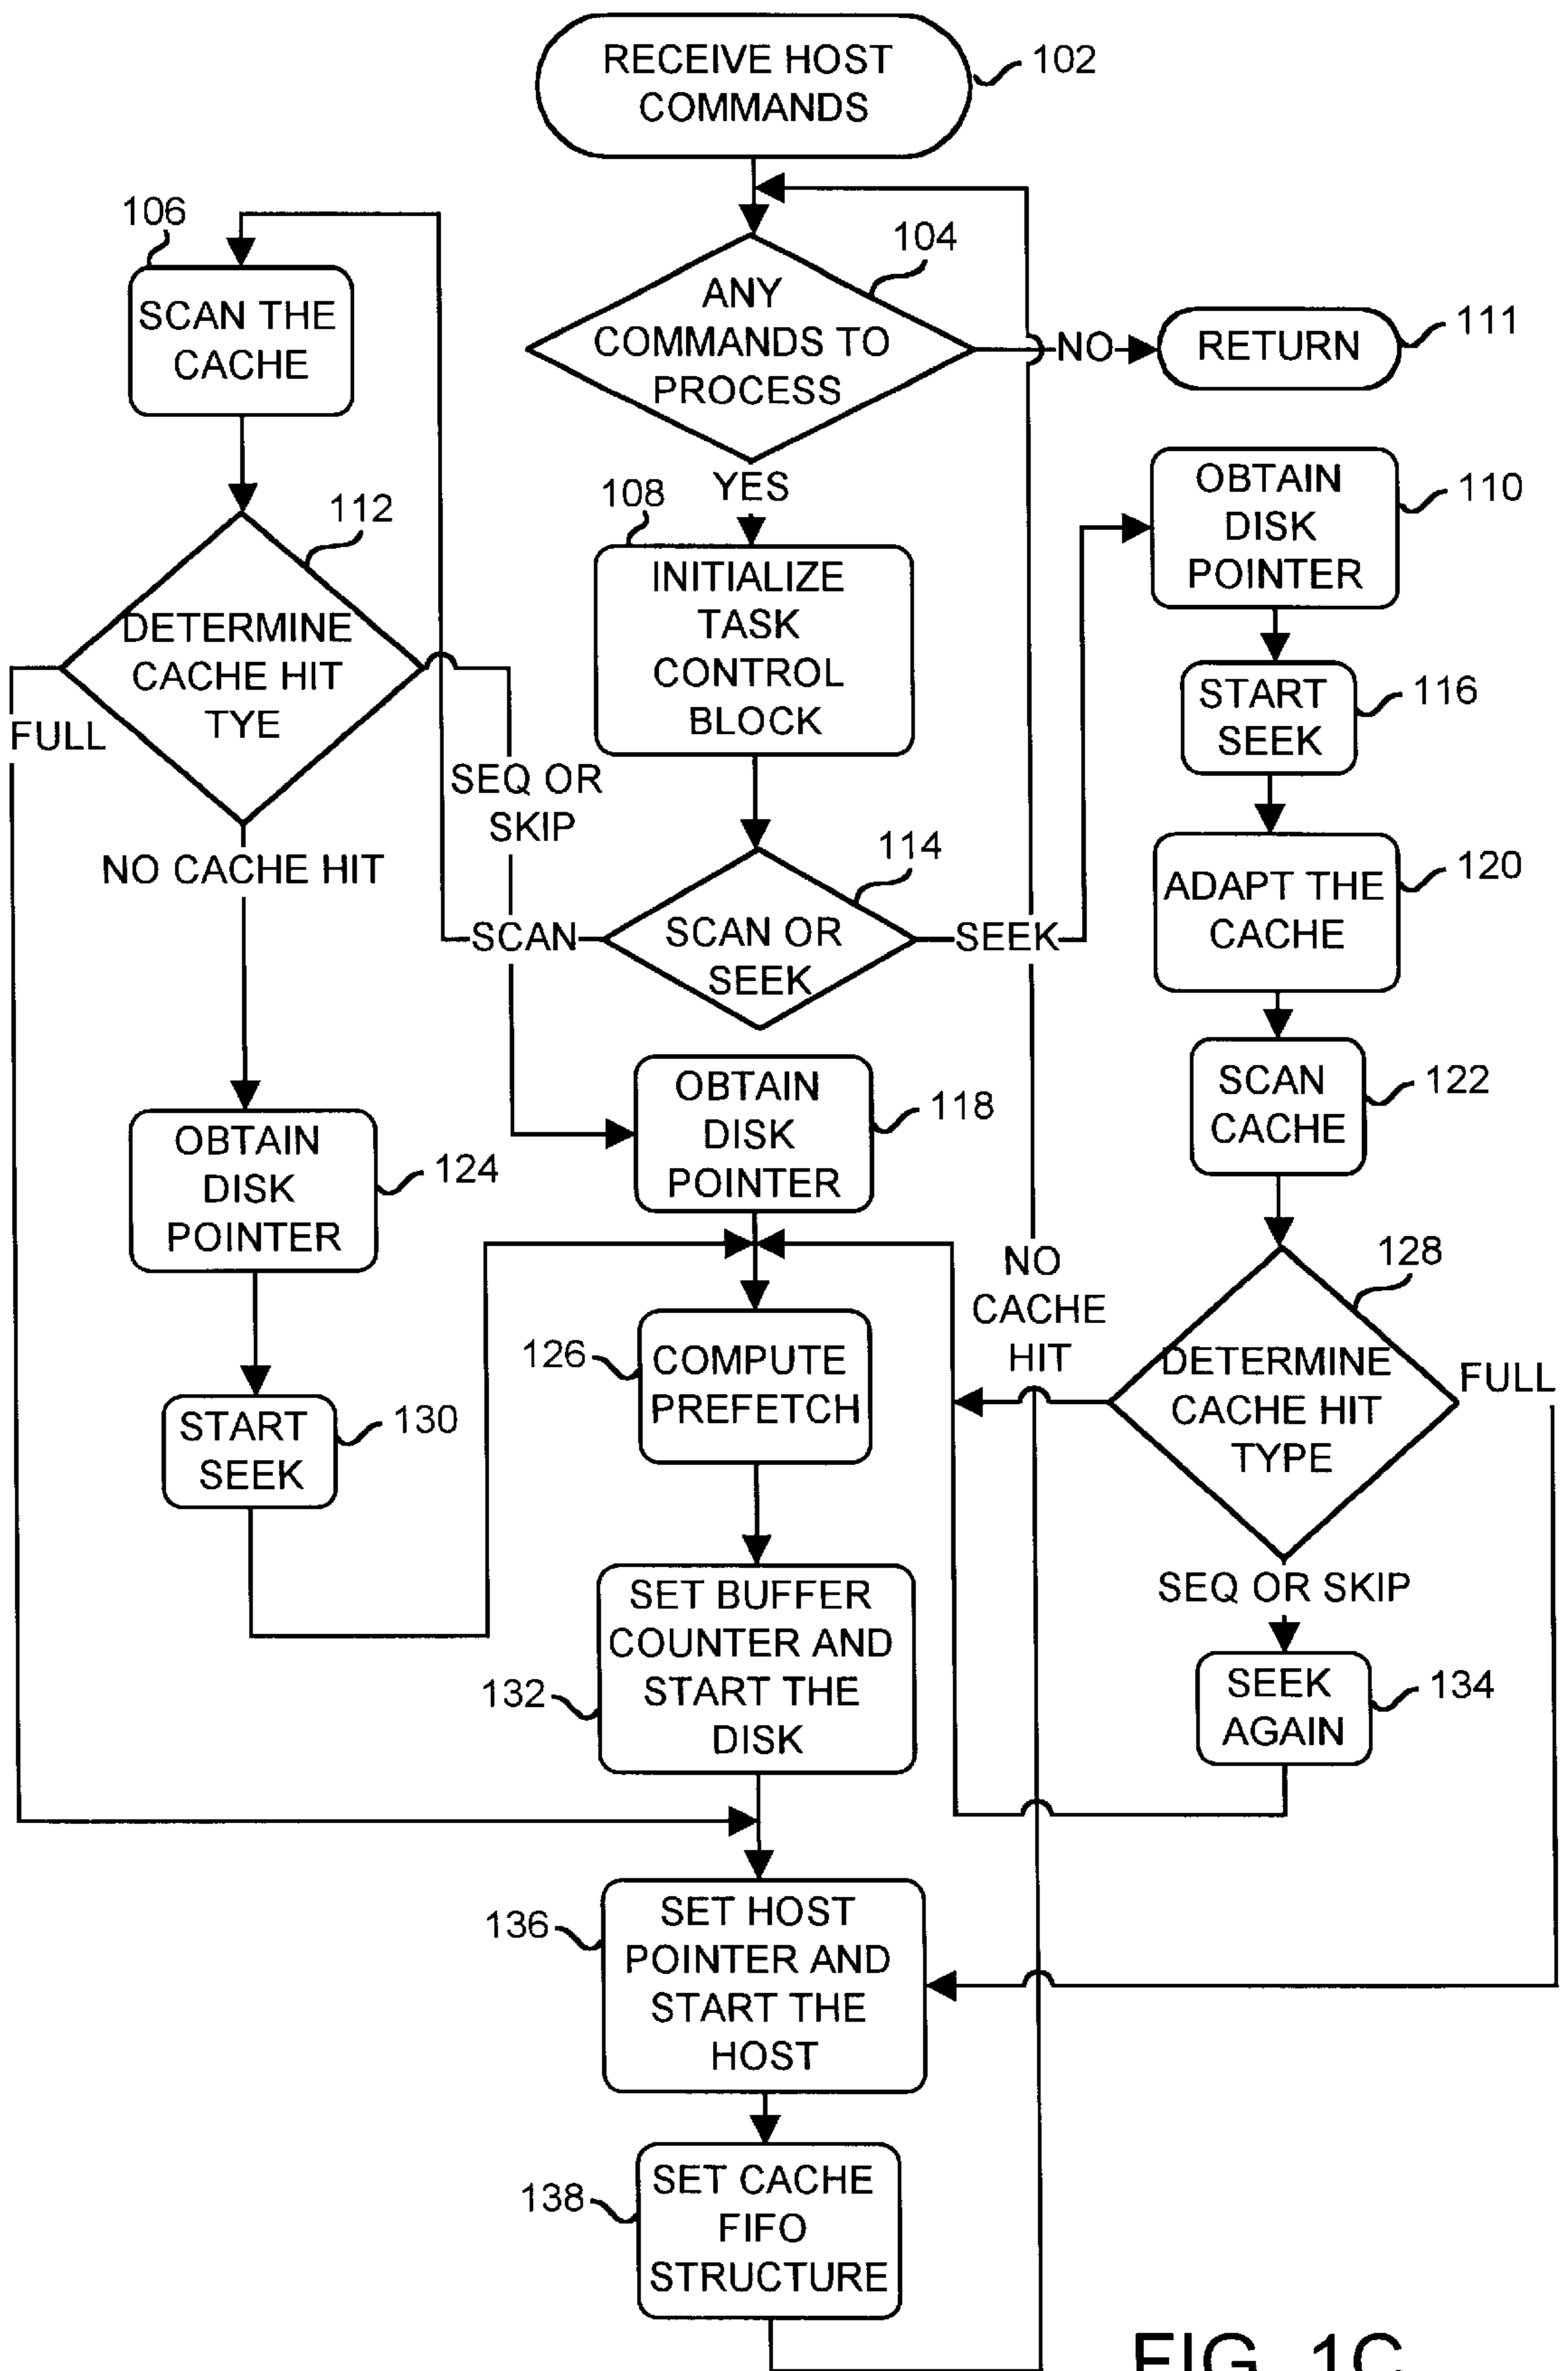 RECEIVE HOST
COMMANDS
102
106
SCAN THE
CACHE
104
ANY
COMMANDS TO
PROCESS
NO
RETURN
111
YES
112
DETERMINE
CACHE HIT
TYE
FULL
SEQ OR
SKIP
NO CACHE HIT
108
INITIALIZE
TASK
CONTROL
BLOCK
OBTAIN
DISK
POINTER
110
START
SEEK
116
114
SCAN
SCAN OR
SEEK
SEEK
ADAPT THE
CACHE
120
SCAN
CACHE
122
OBTAIN
DISK
POINTER
124
OBTAIN
DISK
POINTER
118
NO
CACHE
HIT
128
DETERMINE
CACHE HIT
TYPE
FULL
126
COMPUTE
PREFETCH
START
SEEK
130
SEQ OR SKIP
SET BUFFER
COUNTER AND
START THE
DISK
132
SEEK
AGAIN
134
136
SET HOST
POINTER AND
START THE
HOST
138
SET CACHE
FIFO
STRUCTURE
FIG. 1C